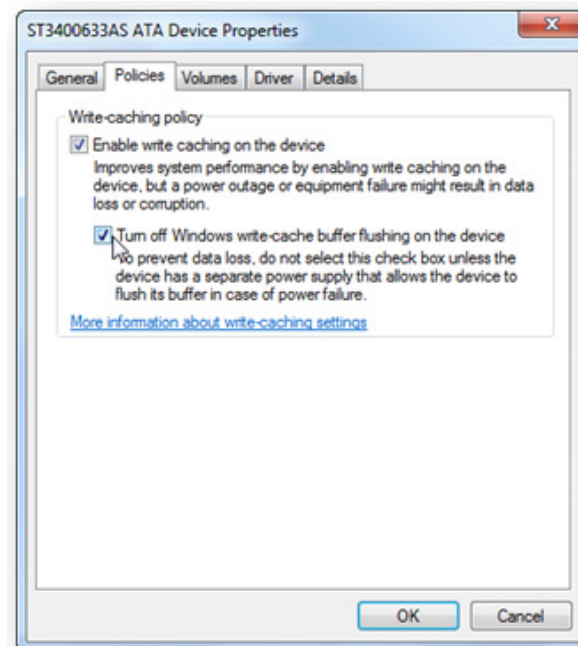 ST3400633AS ATA Device Properties
General Policies Volumes Driver Details
Write-caching policy
Enable write caching on the device
Improves system performance by enabling write caching on the
device, but a power outage or equipment failure might result in data
loss or corruption.
Turn off Windows write-cache buffer flushing on the device
To prevent data loss, do not select this check box unless the
device has a separate power supply that allows the device to
flush its buffer in case of power failure.
More information about write-caching settings
OK Cancel